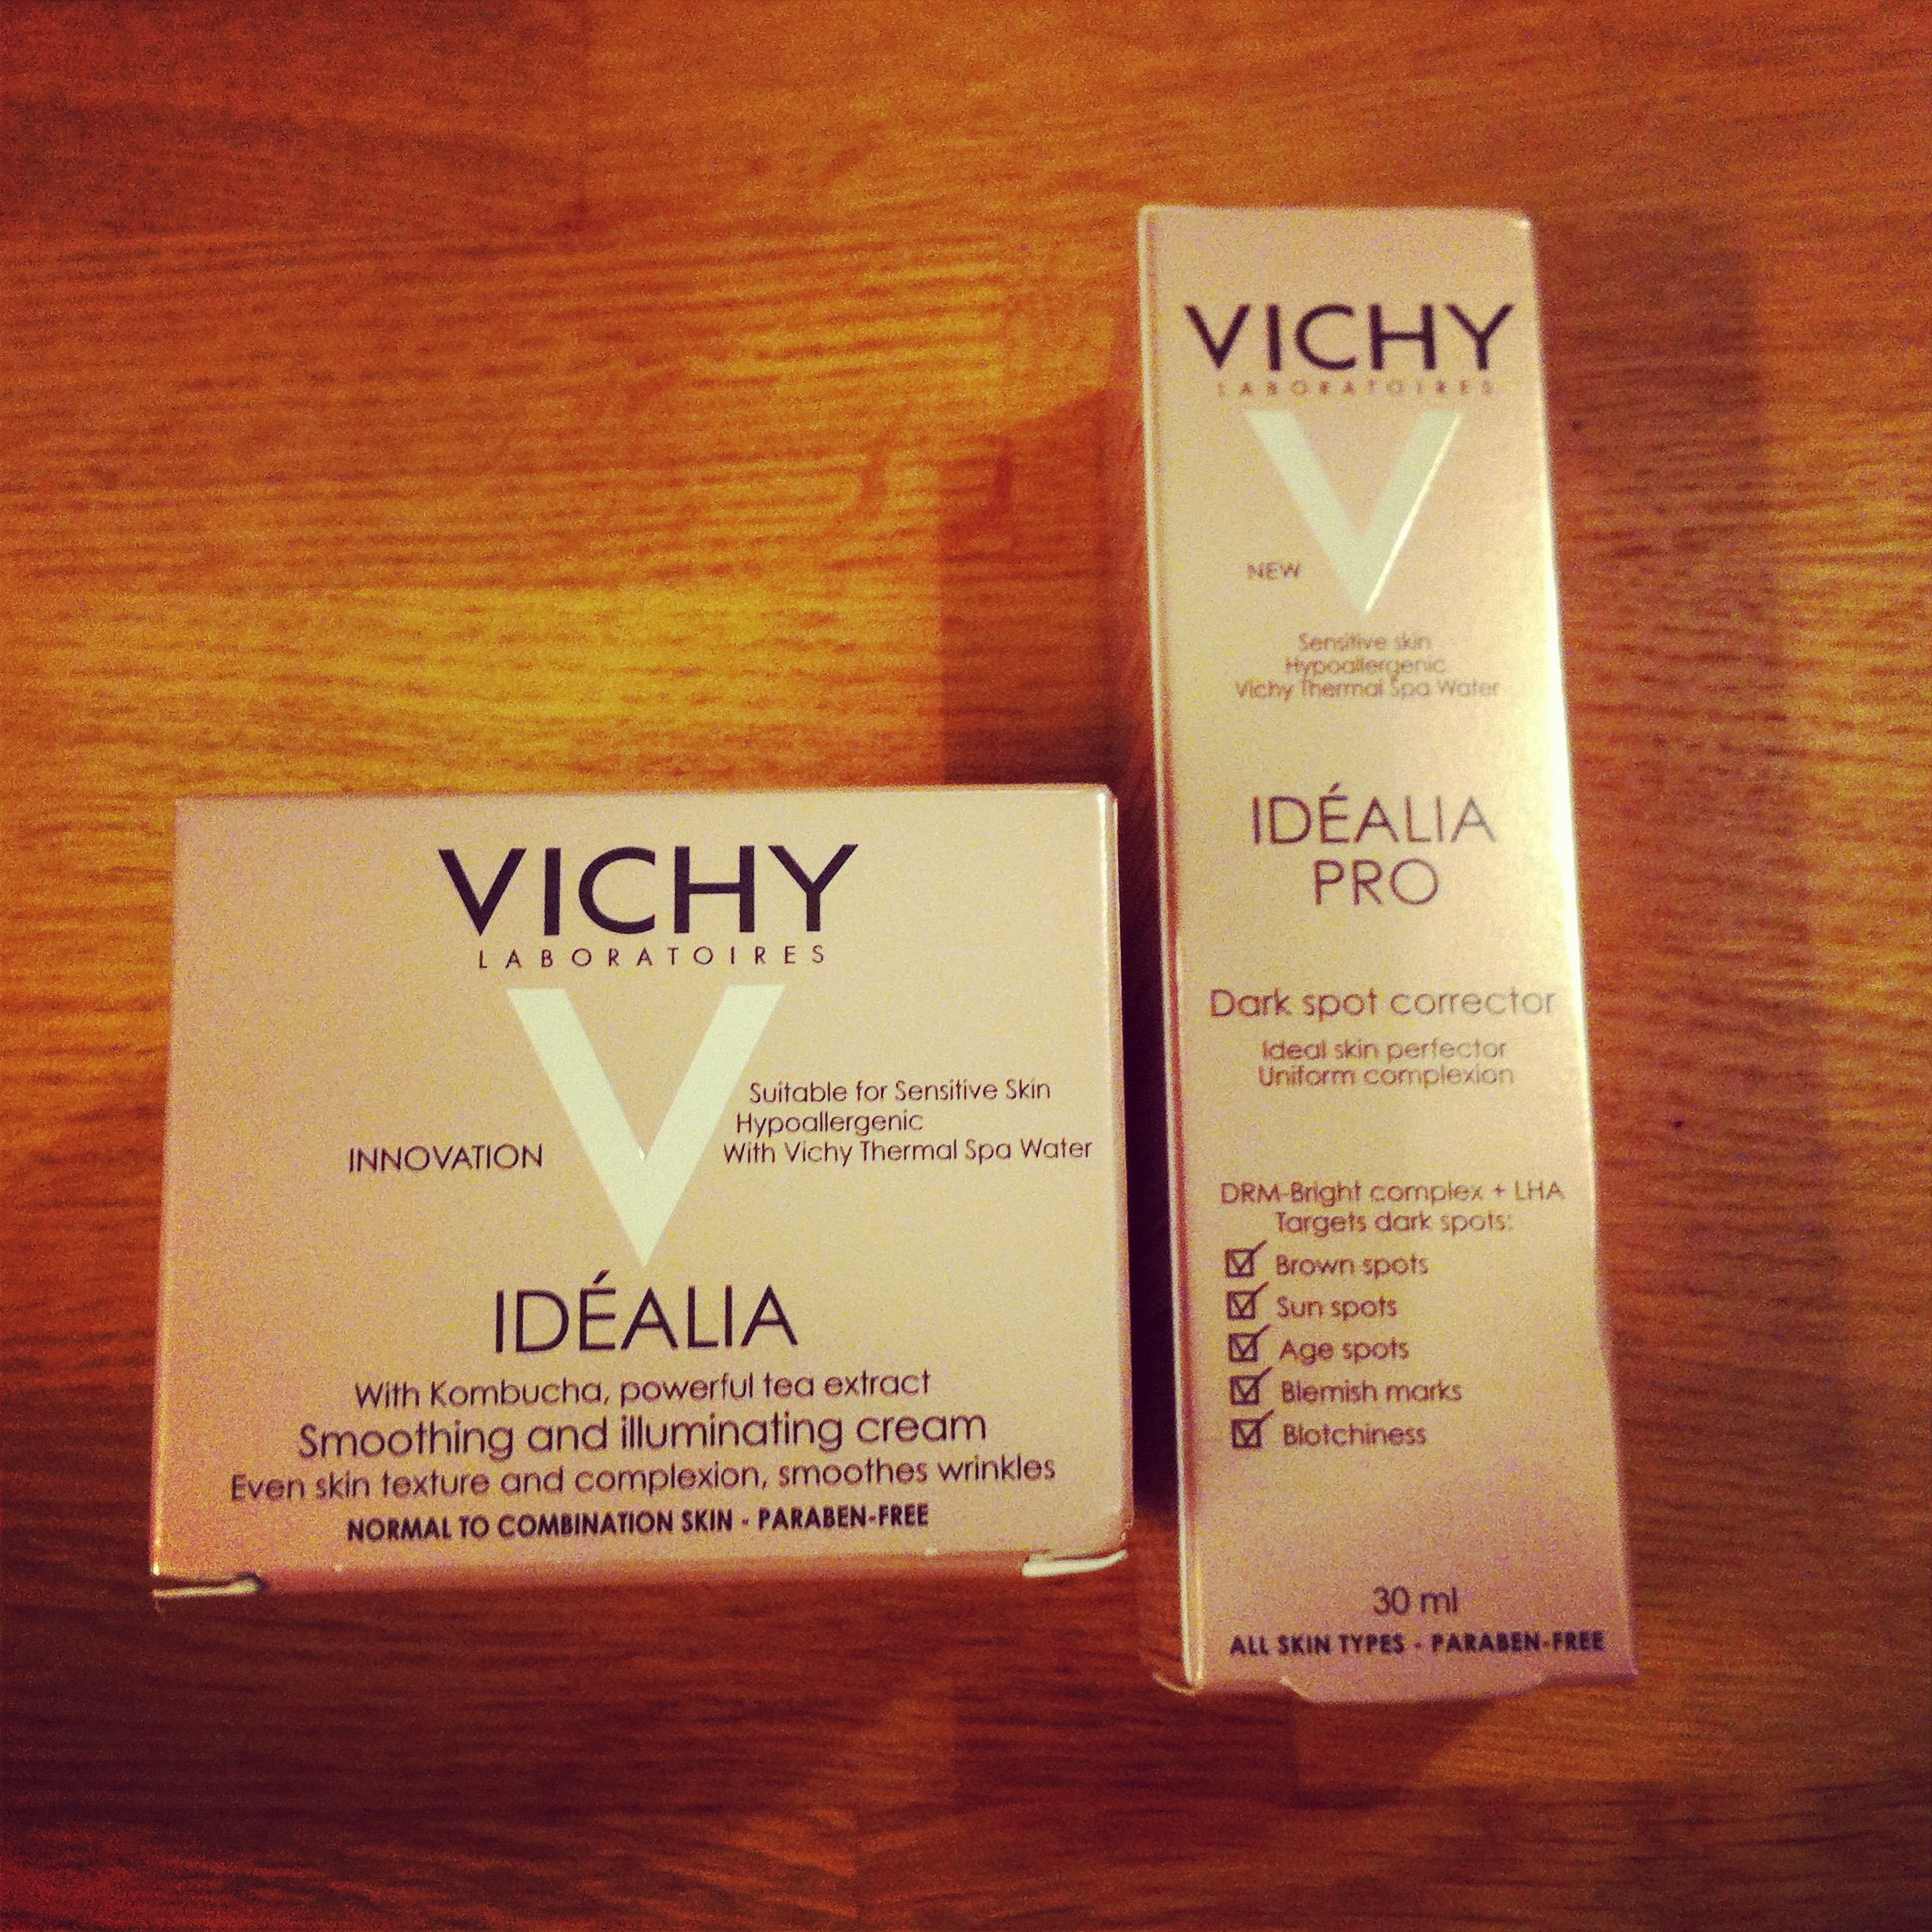 VICHY
LABORATOIRES
V
INNOVATION
Suitable for Sensitive Skin
Hypoallergenic
With Vichy Thermal Spa Water
IDÉALIA
With Kombucha, powerful tea extract
Smoothing and illuminating cream
Even skin texture and complexion, smoothes wrinkles
NORMAL TO COMBINATION SKIN - PARABEN-FREE
VICHY
LABORATOIRES
V
NEW
Sensitive skin
Hypoallergenic
Vichy Thermal Spa Water
IDÉALIA
PRO
Dark spot corrector
Ideal skin perfector
Uniform complexion
DRM-Bright complex + LHA
Targets dark spots:
Brown spots
Sun spots
Age spots
Blemish marks
Blotchiness
30 ml
ALL SKIN TYPES - PARABEN-FREE